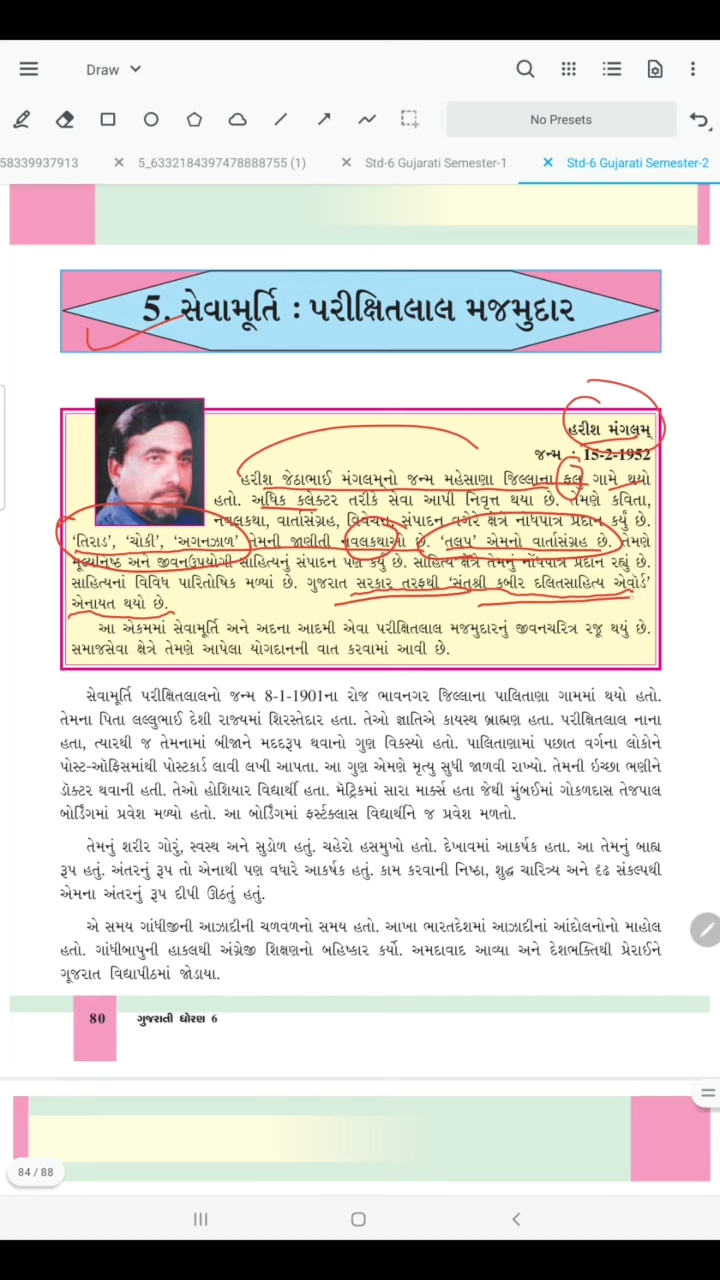 Draw
No Presets
58339937913
5_6332184397478888755 (1)
Std-6 Gujarati Semester-1
Std-6 Gujarati Semester-2
5. સેવામૂર્તિ : પરીક્ષિતલાલ મજમુદાર
હરીશ મંગલમ્
જન્મ : 15-2-1952
હરીશ જેઠાભાઈ મંગલમ્‌નો જન્મ મહેસાણા જિલ્લાના ફલુ ગામે થયો
હતો. અધિક કલેક્ટર તરીકે સેવા આપી નિવૃત્ત થયા છે. તેમણે કવિતા,
નવલકથા, વાર્તાસંગ્રહ, વિવેચન, સંપાદન વગેરે ક્ષેત્રે નોંધપાત્ર પ્રદાન કર્યું છે.
‘તિરાડ’, ‘ચોકી’, ‘અગનઝાળ’ તેમની જાણીતી નવલકથાઓ છે. ‘તલપ’ એમનો વાર્તાસંગ્રહ છે. તેમણે
મૂલ્યનિષ્ઠ અને જીવનઉપયોગી સાહિત્યનું સંપાદન પણ કર્યું છે. સાહિત્ય ક્ષેત્રે તેમનું નોંધપાત્ર પ્રદાન રહ્યું છે.
સાહિત્યનાં વિવિધ પારિતોષિક મળ્યાં છે. ગુજરાત સરકાર તરફથી ‘સંતશ્રી કબીર દલિતસાહિત્ય એવોર્ડ’
એનાયત થયો છે.
આ એકમમાં સેવામૂર્તિ અને અદના આદમી એવા પરીક્ષિતલાલ મજમુદારનું જીવનચરિત્ર રજૂ થયું છે.
સમાજસેવા ક્ષેત્રે તેમણે આપેલા યોગદાનની વાત કરવામાં આવી છે.
સેવામૂર્તિ પરીક્ષિતલાલનો જન્મ 8-1-1901ના રોજ ભાવનગર જિલ્લાના પાલિતાણા ગામમાં થયો હતો.
તેમના પિતા લલ્લુભાઈ દેશી રાજ્યમાં શિરસ્તેદાર હતા. તેઓ જ્ઞાતિએ કાયસ્થ બ્રાહ્મણ હતા. પરીક્ષિતલાલ નાના
હતા, ત્યારથી જ તેમનામાં બીજાને મદદરૂપ થવાનો ગુણ વિકસ્યો હતો. પાલિતાણામાં પછાત વર્ગના લોકોને
પોસ્ટ-ઑફિસમાંથી પોસ્ટકાર્ડ લાવી લખી આપતા. આ ગુણ એમણે મૃત્યુ સુધી જાળવી રાખ્યો. તેમની ઇચ્છા ભણીને
ડૉક્ટર થવાની હતી. તેઓ હોશિયાર વિદ્યાર્થી હતા. મૅટ્રિકમાં સારા માર્ક્સ હતા જેથી મુંબઈમાં ગોકળદાસ તેજપાલ
બોર્ડિંગમાં પ્રવેશ મળ્યો હતો. આ બોર્ડિંગમાં ફર્સ્ટક્લાસ વિદ્યાર્થીને જ પ્રવેશ મળતો.
તેમનું શરીર ગોરું, સ્વસ્થ અને સુડોળ હતું. ચહેરો હસમુખો હતો. દેખાવમાં આકર્ષક હતા. આ તેમનું બાહ્ય
રૂપ હતું. અંતરનું રૂપ તો એનાથી પણ વધારે આકર્ષક હતું. કામ કરવાની નિષ્ઠા, શુદ્ધ ચારિત્ર્ય અને દૃઢ સંકલ્પથી
એમના અંતરનું રૂપ દીપી ઊઠતું હતું.
એ સમય ગાંધીજીની આઝાદીની ચળવળનો સમય હતો. આખા ભારતદેશમાં આઝાદીનાં આંદોલનોનો માહોલ
હતો. ગાંધીબાપુની હાકલથી અંગ્રેજી શિક્ષણનો બહિષ્કાર કર્યો. અમદાવાદ આવ્યા અને દેશભક્તિથી પ્રેરાઈને
ગૂજરાત વિદ્યાપીઠમાં જોડાયા.
80
ગુજરાતી ધોરણ 6
84 / 88